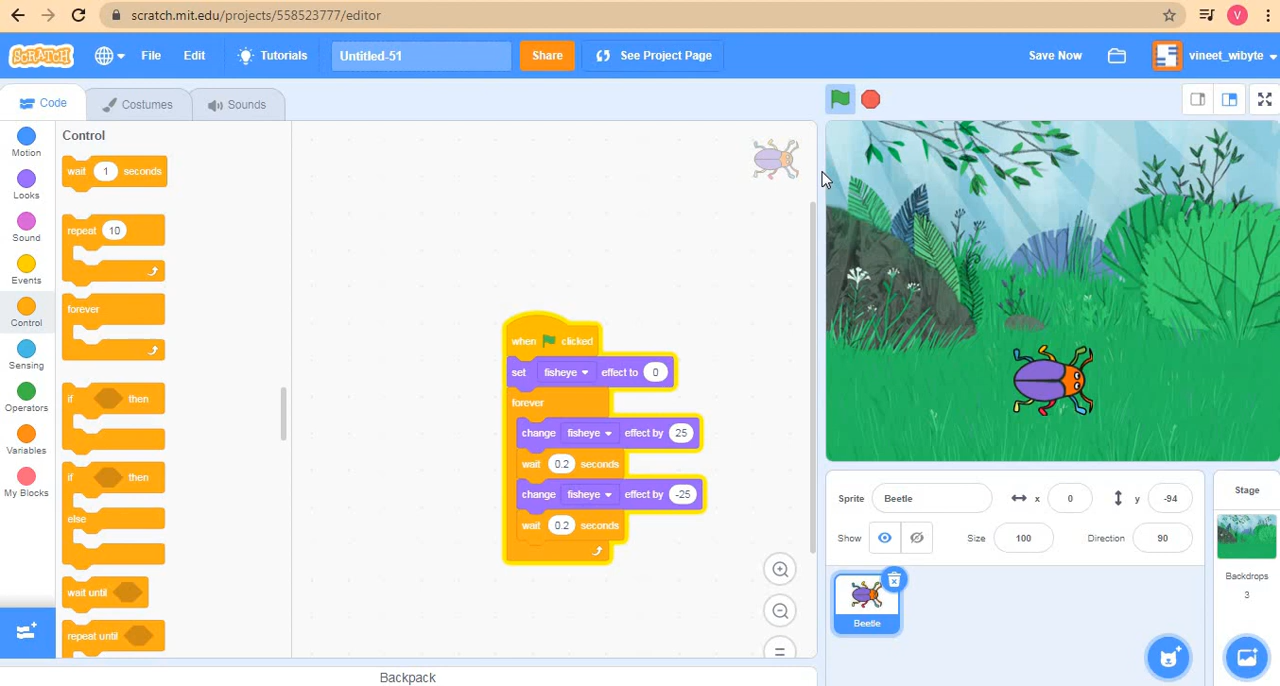 scratch.mit.edu/projects/558523777/editor
V
SCRATCH
File
Edit
Tutorials
Untitled-51
Share
See Project Page
Save Now
vineet_wibyte
Code
Costumes
Sounds
Motion
Looks
Sound
Events
Control
Sensing
Operators
Variables
My Blocks
Control
wait 1 seconds
repeat 10
forever
if then
if then
else
wait until
repeat until
when clicked
set fisheye effect to 0
forever
change fisheye effect by 25
wait 0.2 seconds
change fisheye effect by -25
wait 0.2 seconds
Sprite Beetle x 0 y -94
Show Size 100 Direction 90
Beetle
Stage
Backdrops
3
Backpack